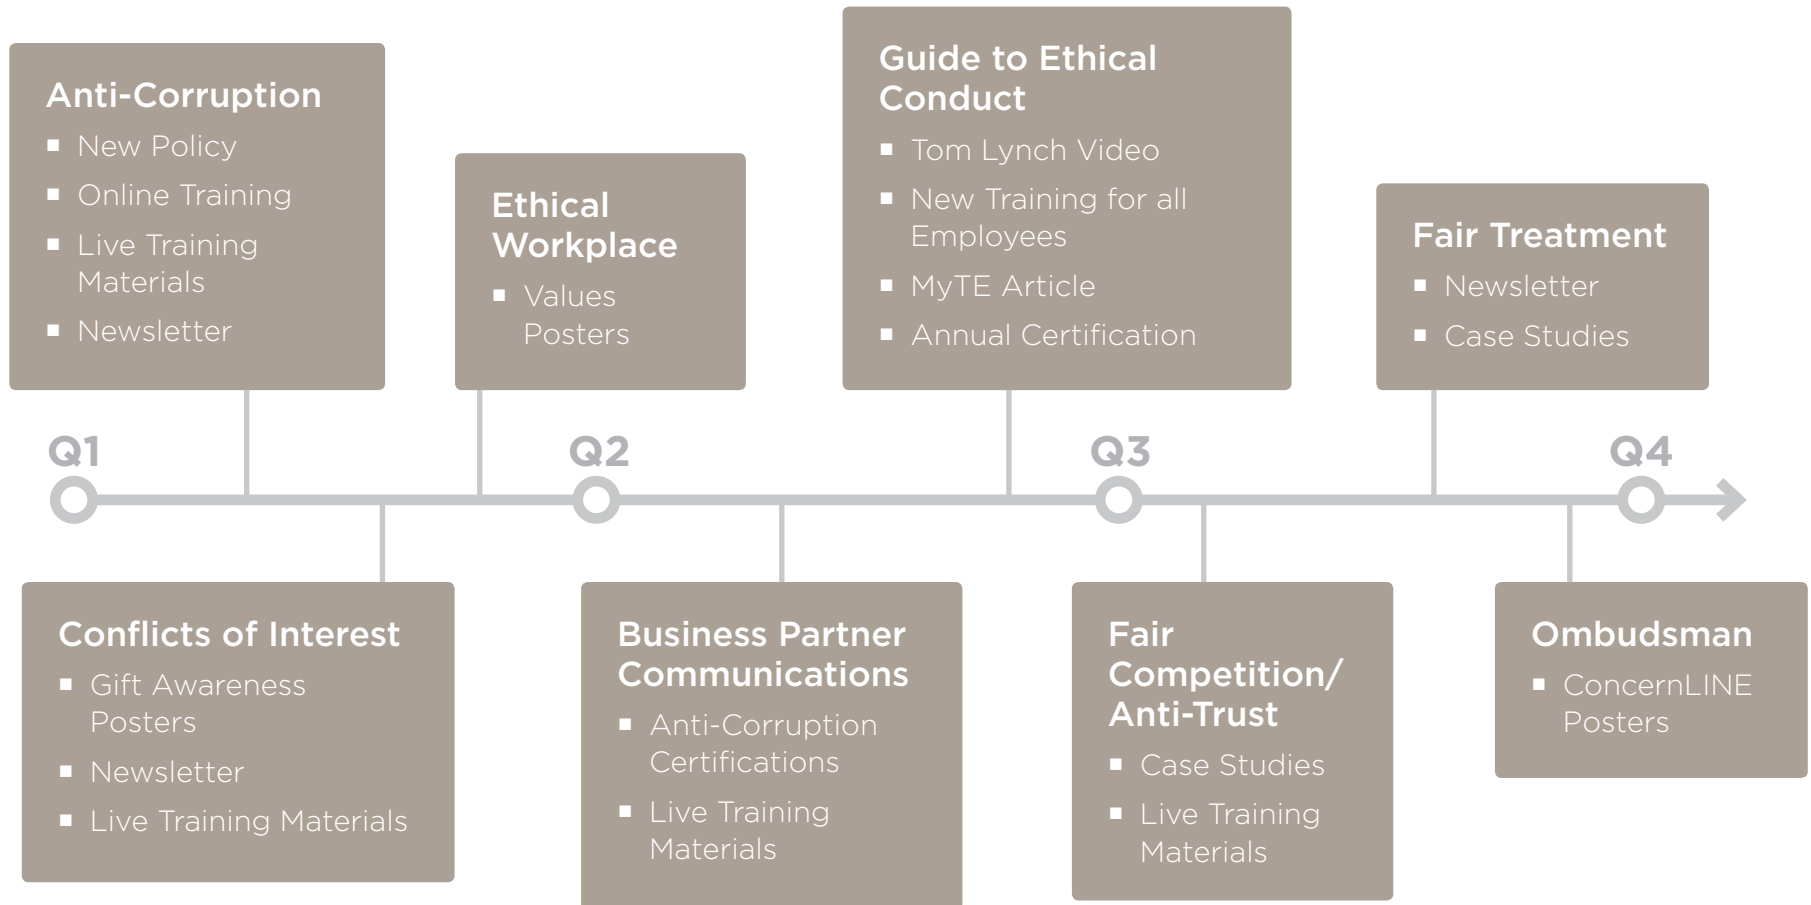 Anti-Corruption
▪ New Policy
▪ Online Training
▪ Live Training
Materials
▪ Newsletter
Ethical
Workplace
▪ Values
Posters
Guide to Ethical
Conduct
▪ Tom Lynch Video
▪ New Training for all
Employees
▪ MyTE Article
▪ Annual Certification
Fair Treatment
▪ Newsletter
▪ Case Studies
Q1
Q2
Q3
Q4
Conflicts of Interest
▪ Gift Awareness
Posters
▪ Newsletter
▪ Live Training Materials
Business Partner
Communications
▪ Anti-Corruption
Certifications
▪ Live Training
Materials
Fair
Competition/
Anti-Trust
▪ Case Studies
▪ Live Training
Materials
Ombudsman
▪ ConcernLINE
Posters